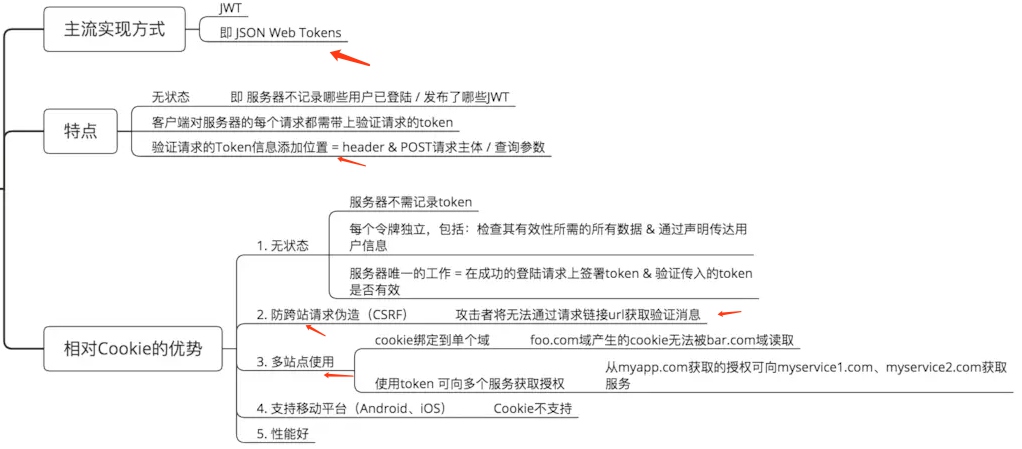 主流实现方式
JWT
即 JSON Web Tokens
特点
无状态 即 服务器不记录哪些用户已登陆 / 发布了哪些JWT
客户端对服务器的每个请求都需带上验证请求的token
验证请求的Token信息添加位置 = header & POST请求主体 / 查询参数
相对Cookie的优势
1. 无状态
服务器不需记录token
每个令牌独立，包括：检查其有效性所需的所有数据 & 通过声明传达用
户信息
服务器唯一的工作 = 在成功的登陆请求上签署token & 验证传入的token
是否有效
2. 防跨站请求伪造（CSRF） 攻击者将无法通过请求链接url获取验证消息
3. 多站点使用
cookie绑定到单个域 foo.com域产生的cookie无法被bar.com域读取
使用token 可向多个服务获取授权
从myapp.com获取的授权可向myservice1.com、myservice2.com获取
服务
4. 支持移动平台（Android、iOS） Cookie不支持
5. 性能好